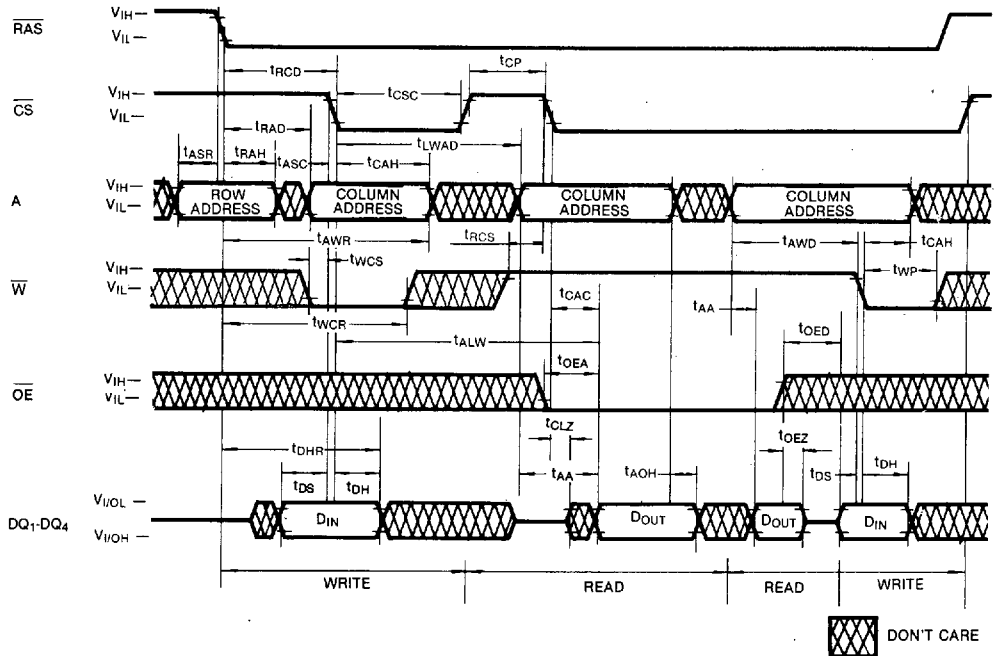 RAS
VIH
VIL
tRCD
tCP
CS
VIH
VIL
tCSC
tRAD
tLWAD
tASR
tRAH
tASC
tCAH
A
VIH
VIL
ROW ADDRESS
COLUMN ADDRESS
COLUMN ADDRESS
COLUMN ADDRESS
tAWR
tRCS
tAWD
tCAH
tWCS
tWP
W
VIH
VIL
tCAC
tAA
tWCR
tOED
tALW
tOEA
OE
VIH
VIL
tCLZ
tOEZ
tDHR
tAA
tAOH
tDS
tDH
tDS
tDH
DQ1-DQ4
VI/OL
VI/OH
DIN
DOUT
DOUT
DIN
WRITE
READ
READ
WRITE
DON'T CARE